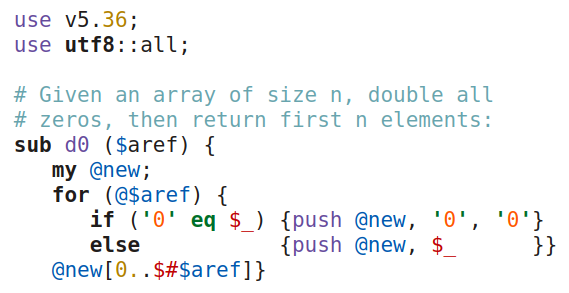 use v5.36;
use utf8::all;

# Given an array of size n, double all
# zeros, then return first n elements:
sub d0 ($aref) {
   my @new;
   for (@$aref) {
      if ('0' eq $_) {push @new, '0', '0'}
      else           {push @new, $_      }}
   @new[0..$#$aref]}